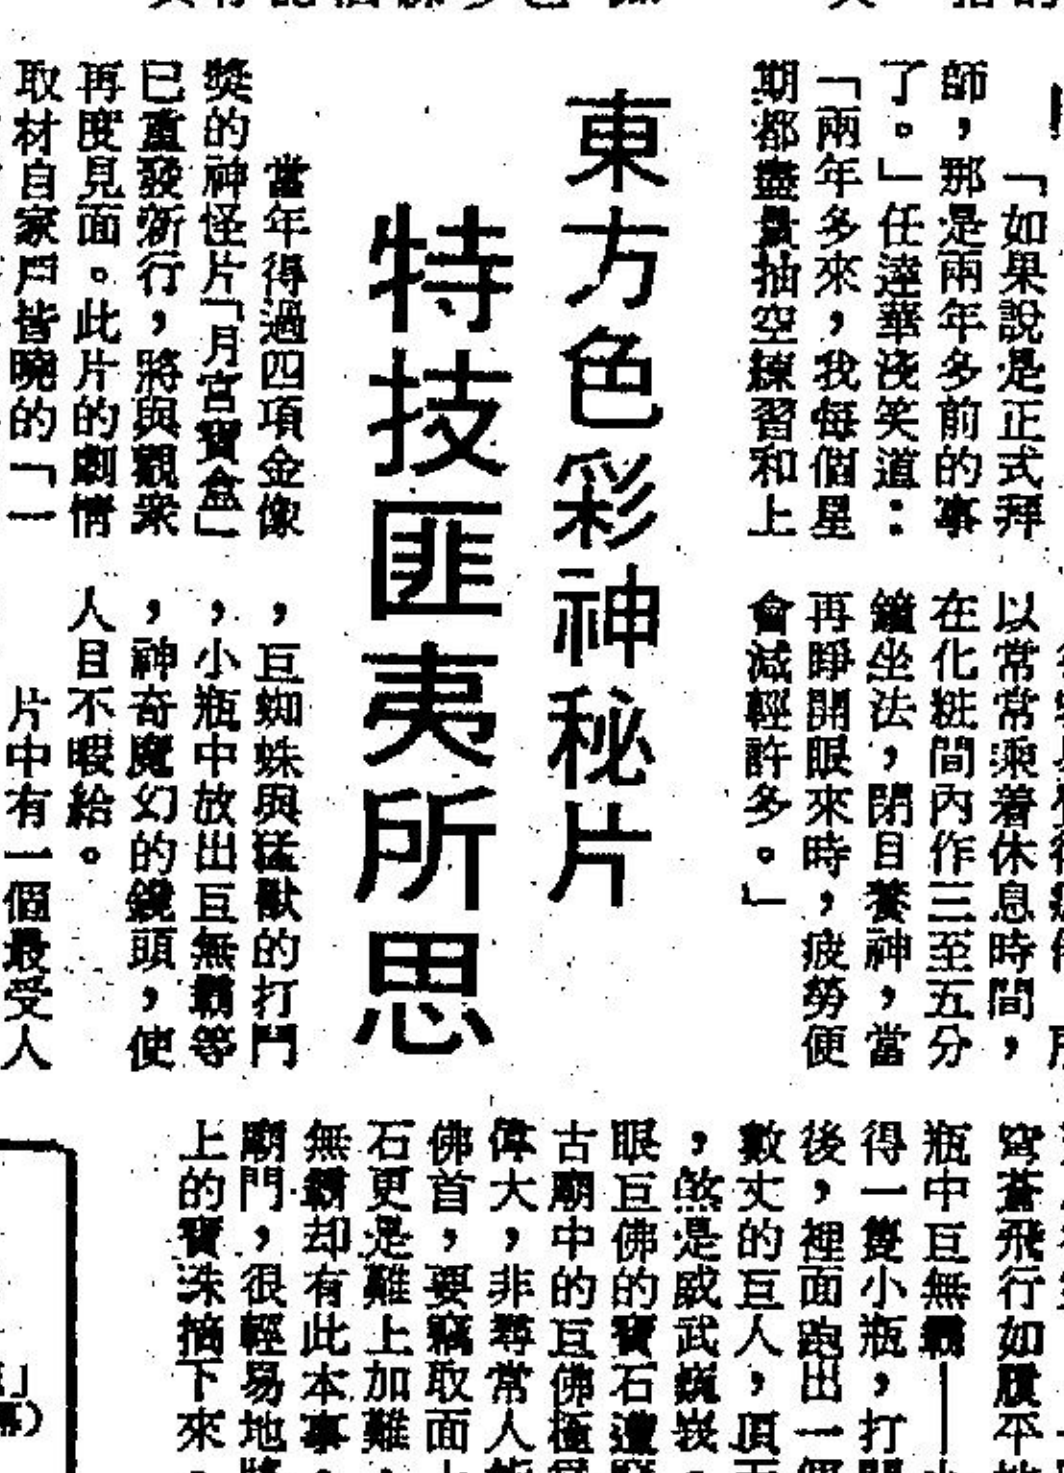 「如果說是正式拜
師，那是兩年多前的事
了。」任達華淺笑道：
「兩年多來，我每個星
期都盡量抽空練習和上
以常常乘着休息時間，
在化粧間內作三至五分
鐘坐法，閉目養神，當
再睜開眼來時，疲勞便
會減輕許多。」
東方色彩神秘片
特技匪夷所思
當年得過四項金像
獎的神怪片「月宮寶盒」
已重發新行，將與觀衆
再度見面。此片的劇情
取材自家戶皆曉的「一
，巨蜘蛛與猛獸的打鬥
，小瓶中放出巨無霸等
，神奇魔幻的鏡頭，使
人目不暇給。
片中有一個最受人
穹蒼飛行如履平
瓶中巨無霸——
得一隻小瓶，打
後，裡面跑出一個
數丈的巨人，頂
，煞是威武巍峩
眼巨佛的寶石遭
古廟中的巨佛極
偉大，非尋常人
佛首，要竊取面
石更是難上加難，
無霸却有此本事，
廟門，很輕易地
上的寶珠摘下來，